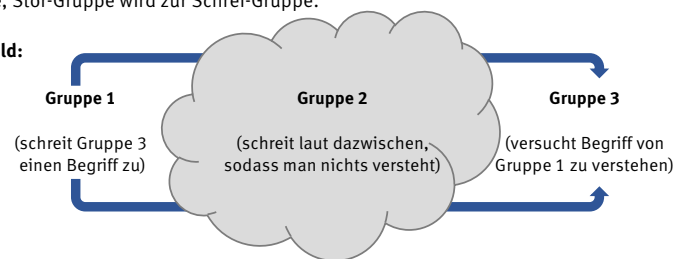 Stör-Gruppe wird zur Schrei-Gruppe.
ld:
Gruppe 1
(schreit Gruppe 3
einen Begriff zu)
Gruppe 2
(schreit laut dazwischen,
sodass man nichts versteht)
Gruppe 3
(versucht Begriff von
Gruppe 1 zu verstehen)